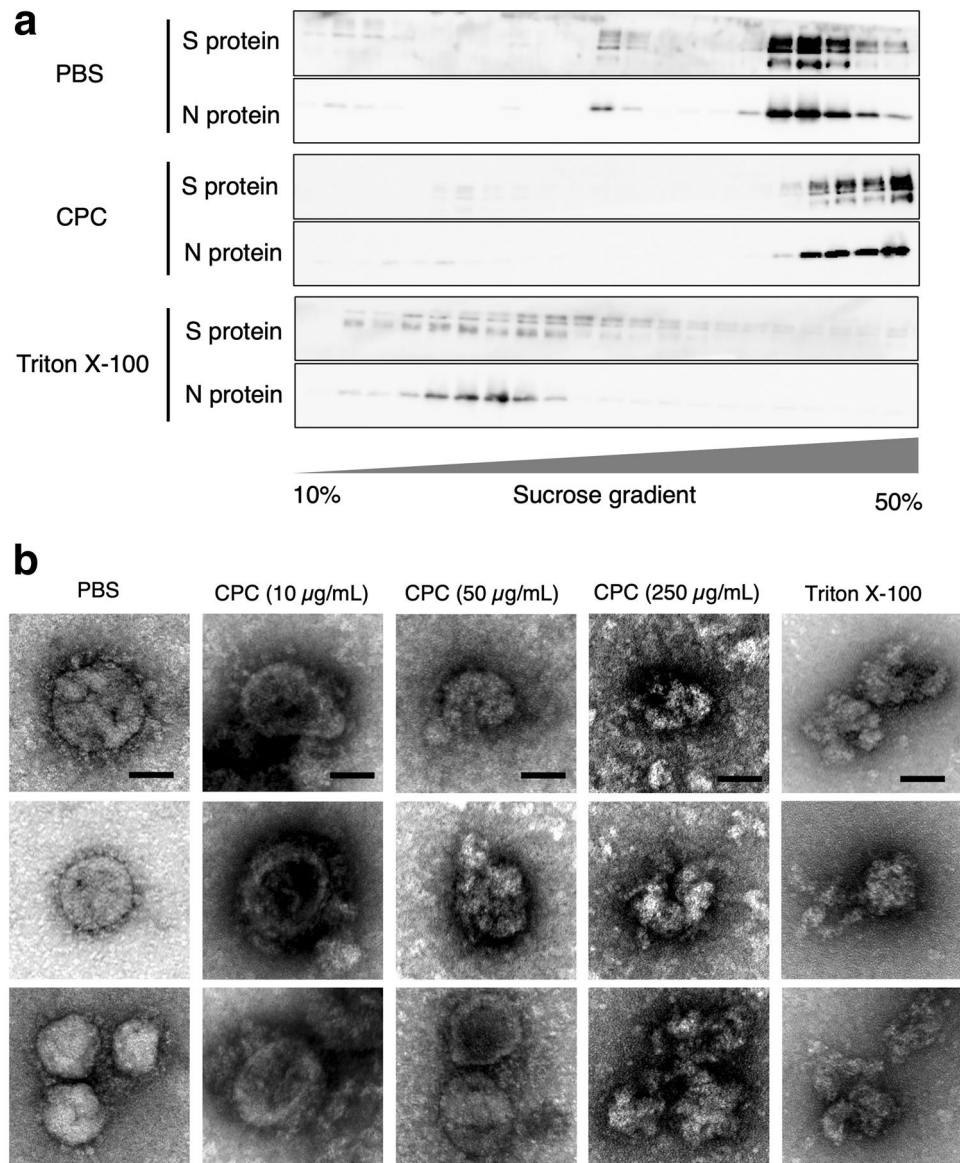 a
PBS
S protein
N protein
CPC
S protein
N protein
Triton X-100
S protein
N protein
10%
Sucrose gradient
50%
b
PBS
CPC (10 µg/mL)
CPC (50 µg/mL)
CPC (250 µg/mL)
Triton X-100